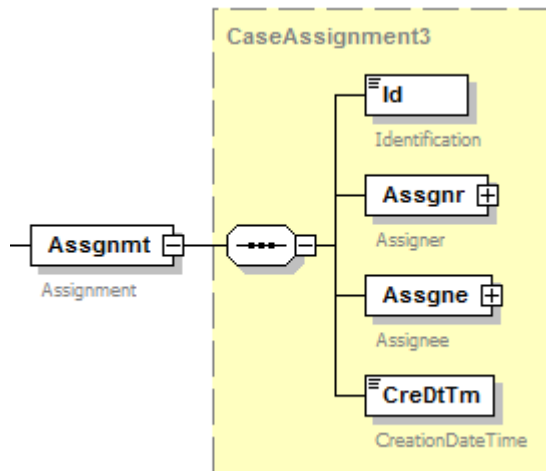 CaseAssignment3
Id
Identification
Assgnr
Assigner
Assgnmt
Assignment
Assgne
Assignee
CreDtTm
CreationDateTime